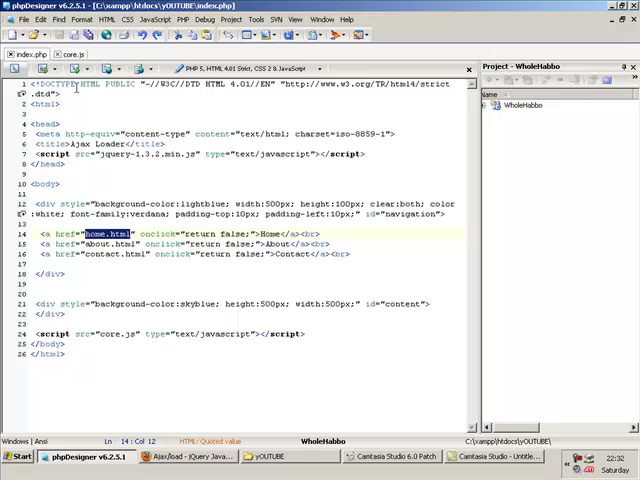 phpDesigner v6.2.5.1 - [C:\xampp\htdocs\yOUTUBE\index.php]
File Edit Find Format HTML CSS JavaScript PHP Debug Project Tools SVN View Window Help
index.php core.js
PHP 5, HTML 4.01 Strict, CSS 2 & JavaScript
1 <!DOCTYPE HTML PUBLIC "-//W3C//DTD HTML 4.01//EN" "http://www.w3.org/TR/html4/strict
.dtd">
2 <html>
3
4 <head>
5 <meta http-equiv="content-type" content="text/html; charset=iso-8859-1">
6 <title>Ajax Loader</title>
7 <script src="jquery-1.3.2.min.js" type="text/javascript"></script>
8 </head>
9
10 <body>
11
12 <div style="background-color:lightblue; width:500px; height:100px; clear:both; color
:white; font-family:verdana; padding-top:10px; padding-left:10px;" id="navigation">
13
14 <a href="home.html" onclick="return false;">Home</a><br>
15 <a href="about.html" onclick="return false;">About</a><br>
16 <a href="contact.html" onclick="return false;">Contact</a><br>
17
18 </div>
19
20
21 <div style="background-color:skyblue; height:500px; width:500px;" id="content">
22 </div>
23
24 <script src="core.js" type="text/javascript"></script>
25 </body>
26 </html>
Project Manager - WholeHabbo
Name
WholeHabbo
Windows | Ansi Ln 14 : Col 12 HTML: Quoted value WholeHabbo C:\xampp\htdocs\yOUTUBE\
Start phpDesigner v6.2.5.1 Ajax/load - jQuery JavaS... yOUTUBE Camtasia Studio 6.0 Patch Camtasia Studio - Untitle... 22:32
Saturday